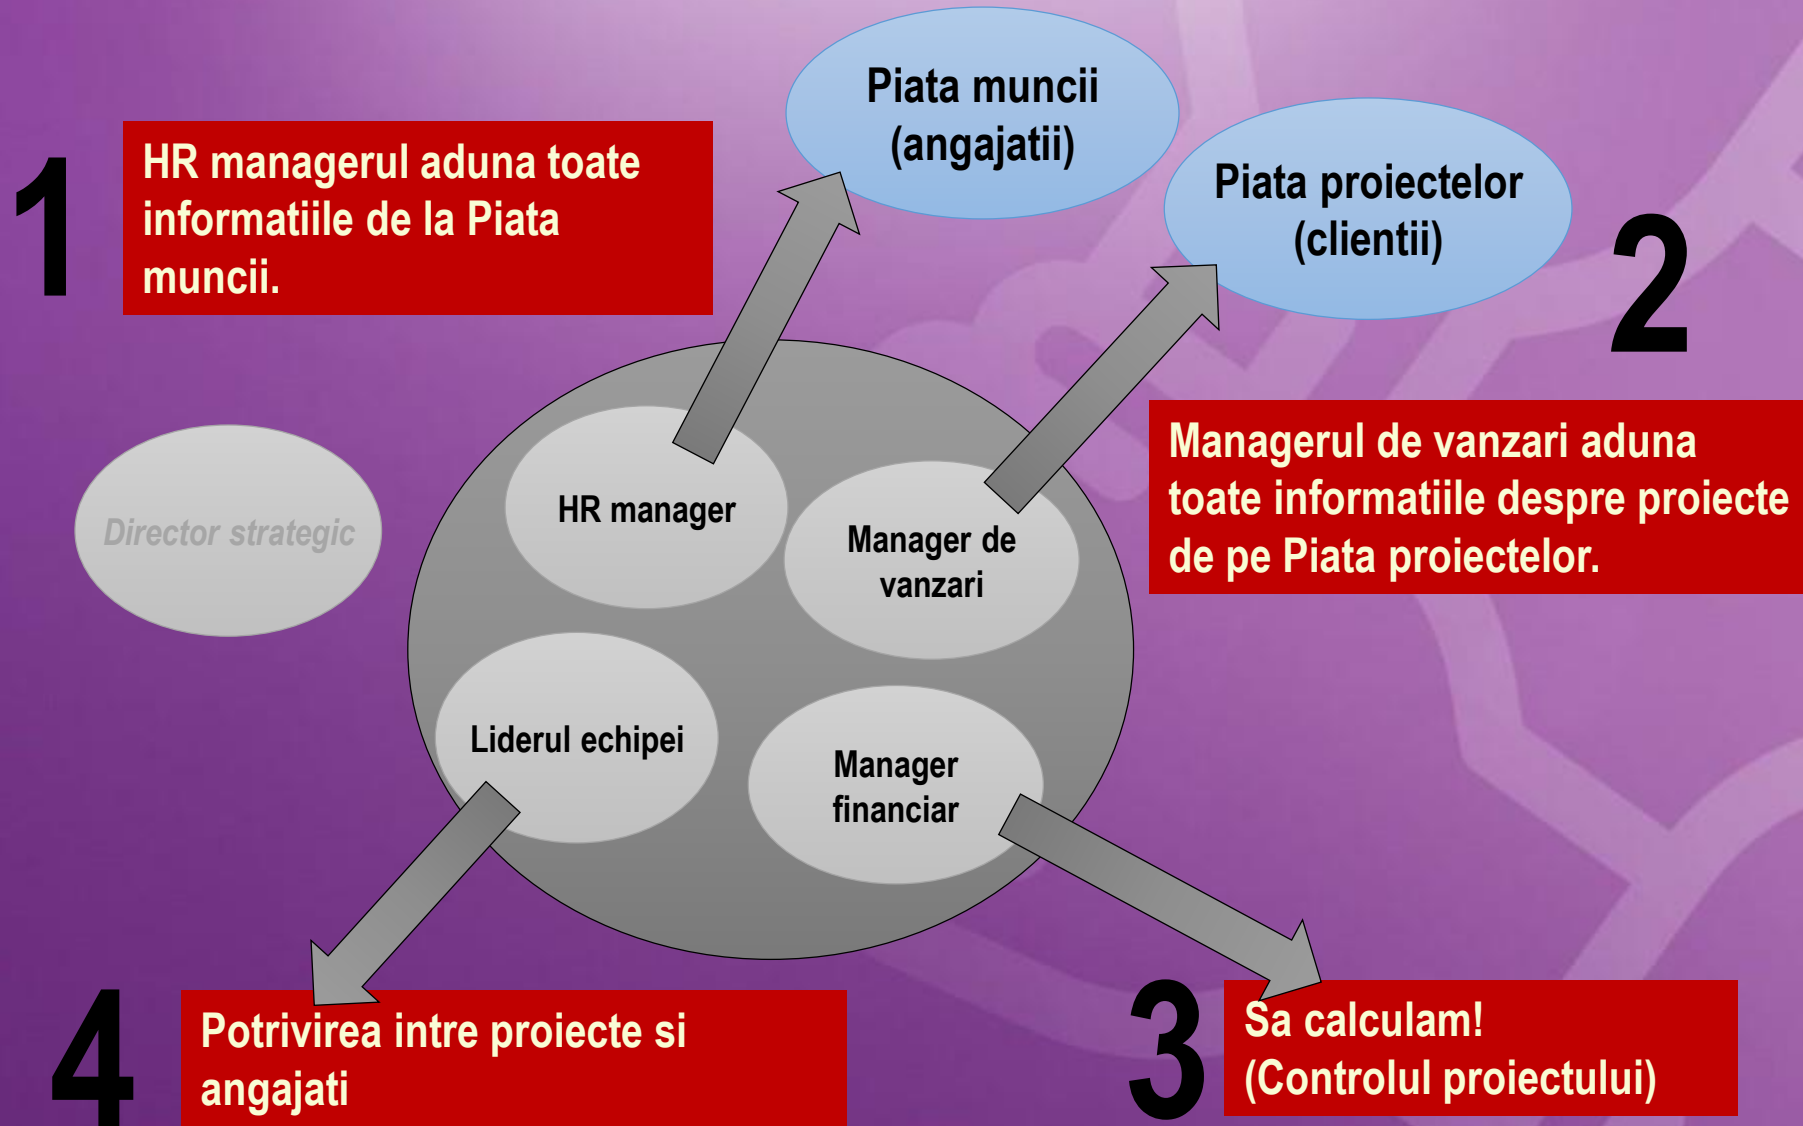 Piata muncii
(angajatii)
1
HR managerul aduna toate
informatiile de la Piata
muncii.
Piata proiectelor
(clientii)
2
Managerul de vanzari aduna
toate informatiile despre proiecte
de pe Piata proiectelor.
Director strategic
HR manager
Manager de
vanzari
Liderul echipei
Manager
financiar
4
Potrivirea intre proiecte si
angajati
3
Sa calculam!
(Controlul proiectului)